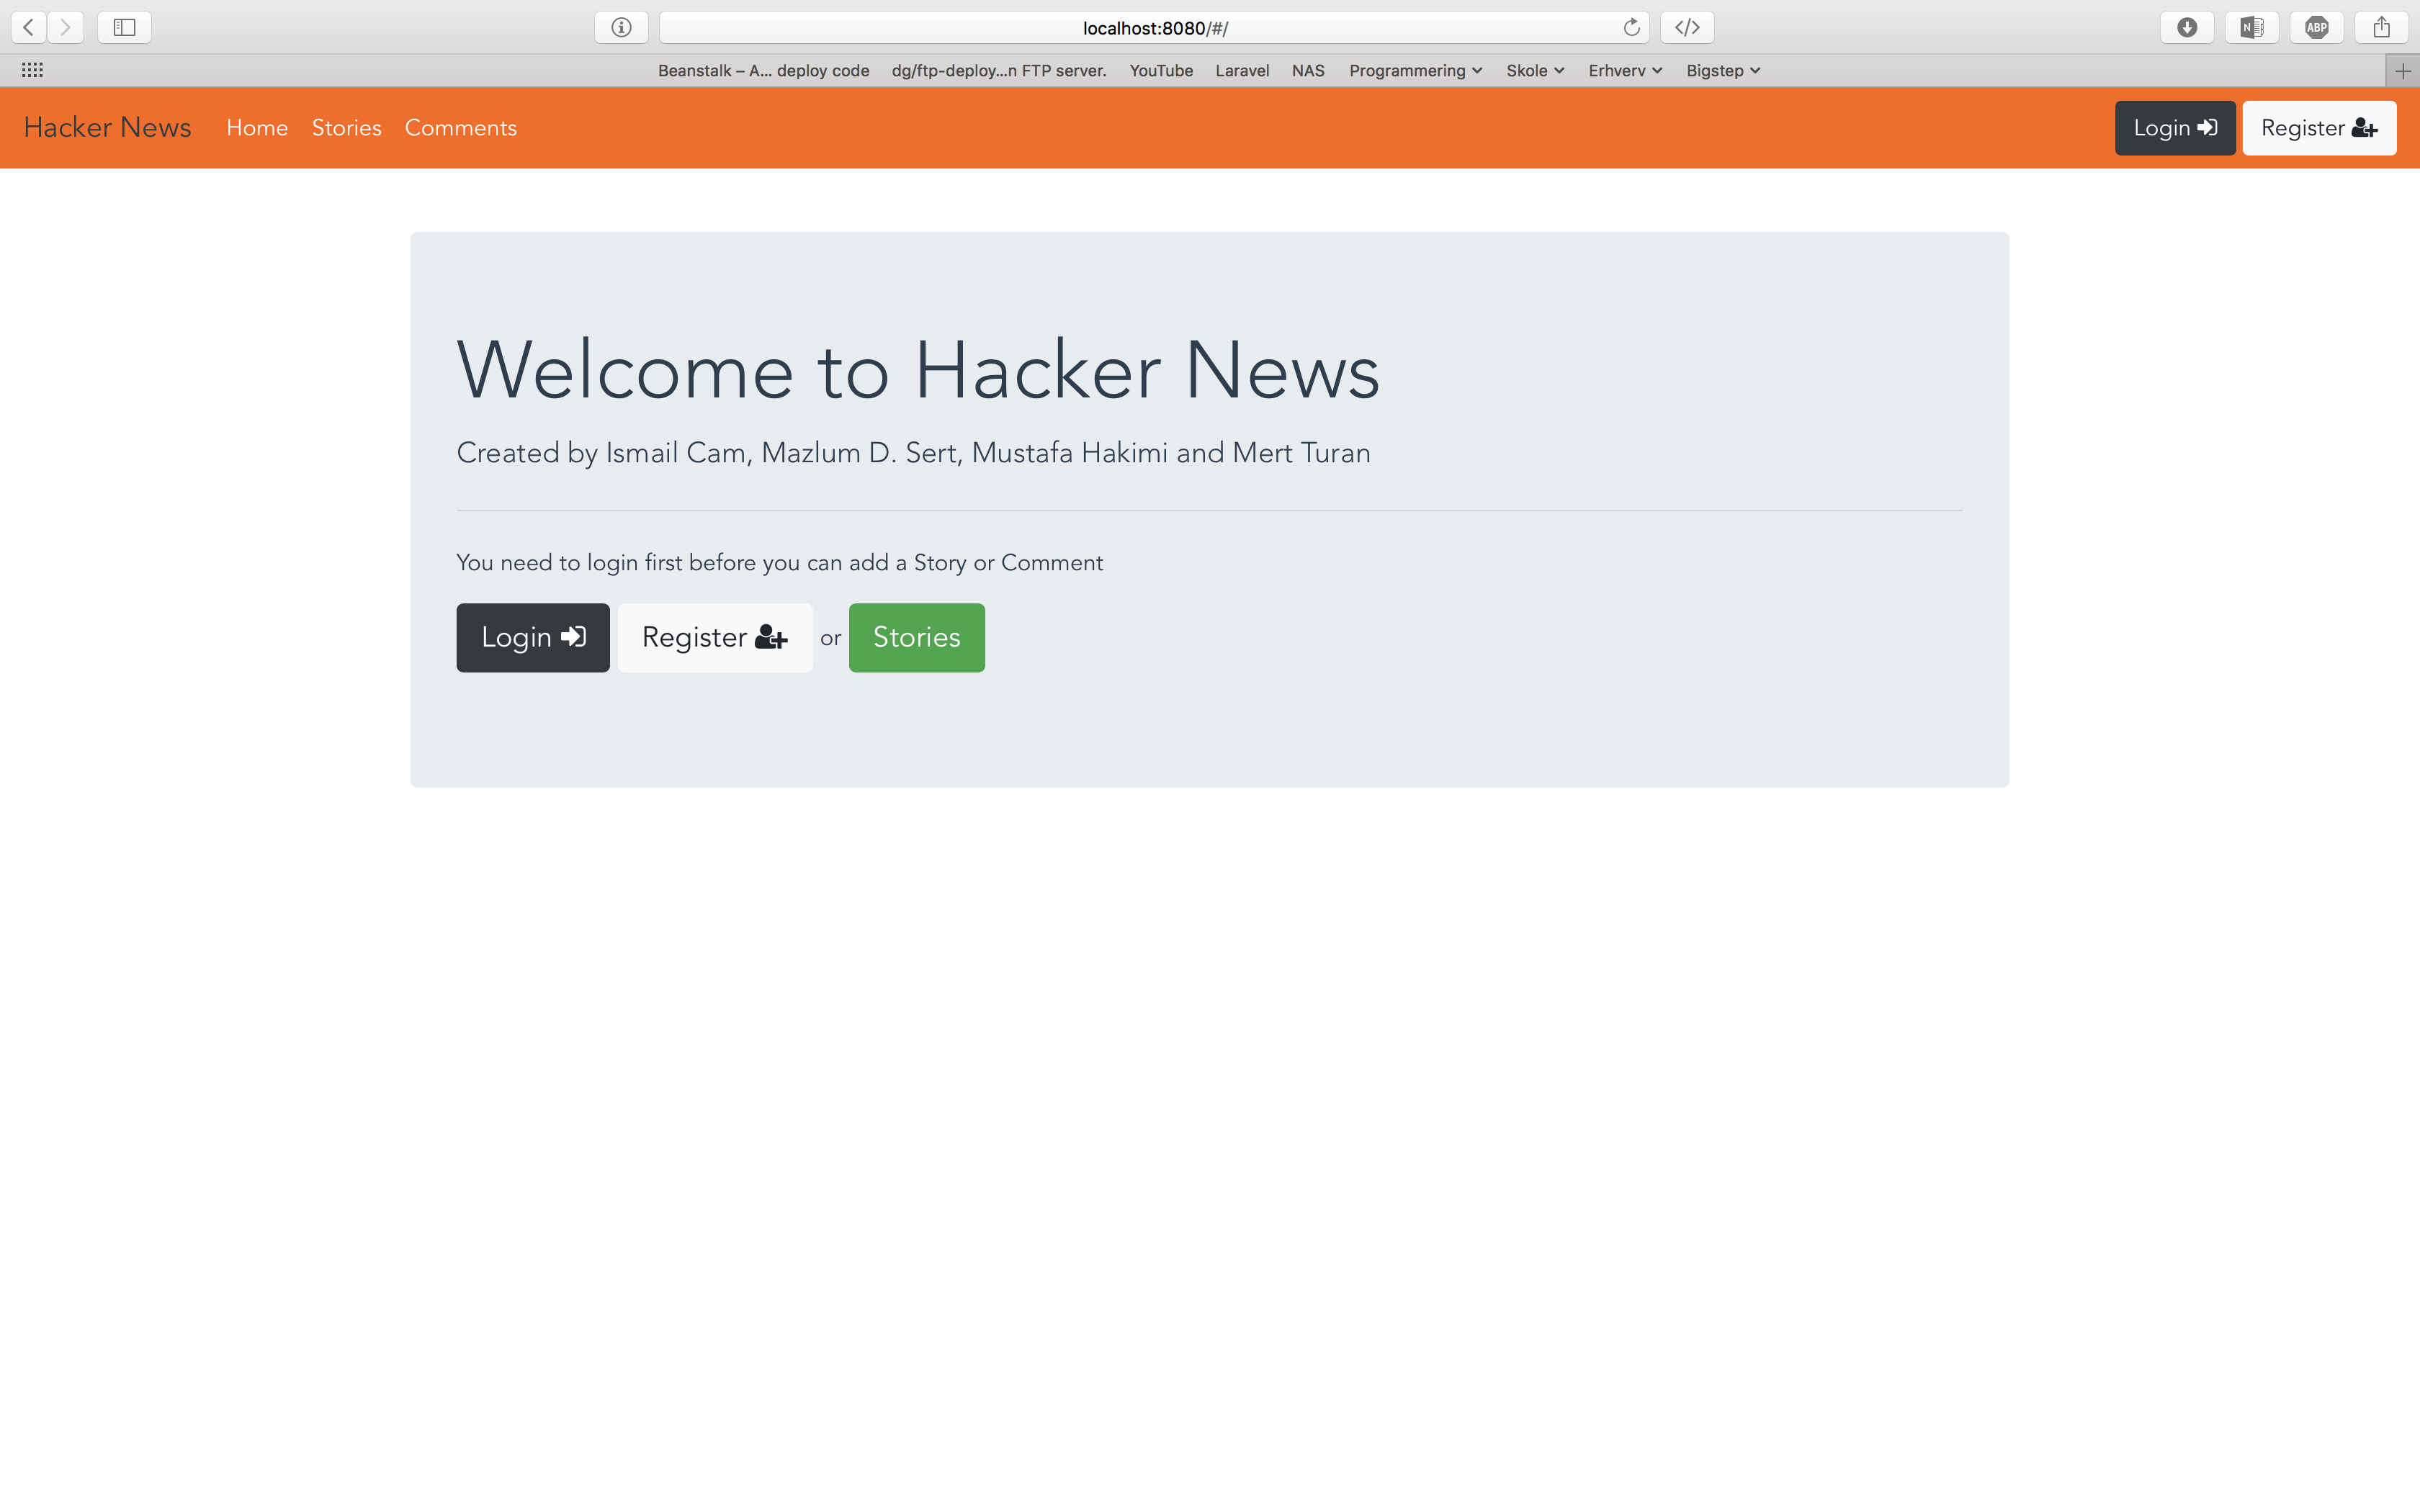 localhost:8080/#/
Beanstalk – A... deploy code dg/ftp-deploy...n FTP server. YouTube Laravel NAS Programmering Skole Erhverv Bigstep
Hacker News Home Stories Comments Login Register
Welcome to Hacker News
Created by Ismail Cam, Mazlum D. Sert, Mustafa Hakimi and Mert Turan
You need to login first before you can add a Story or Comment
Login Register or Stories